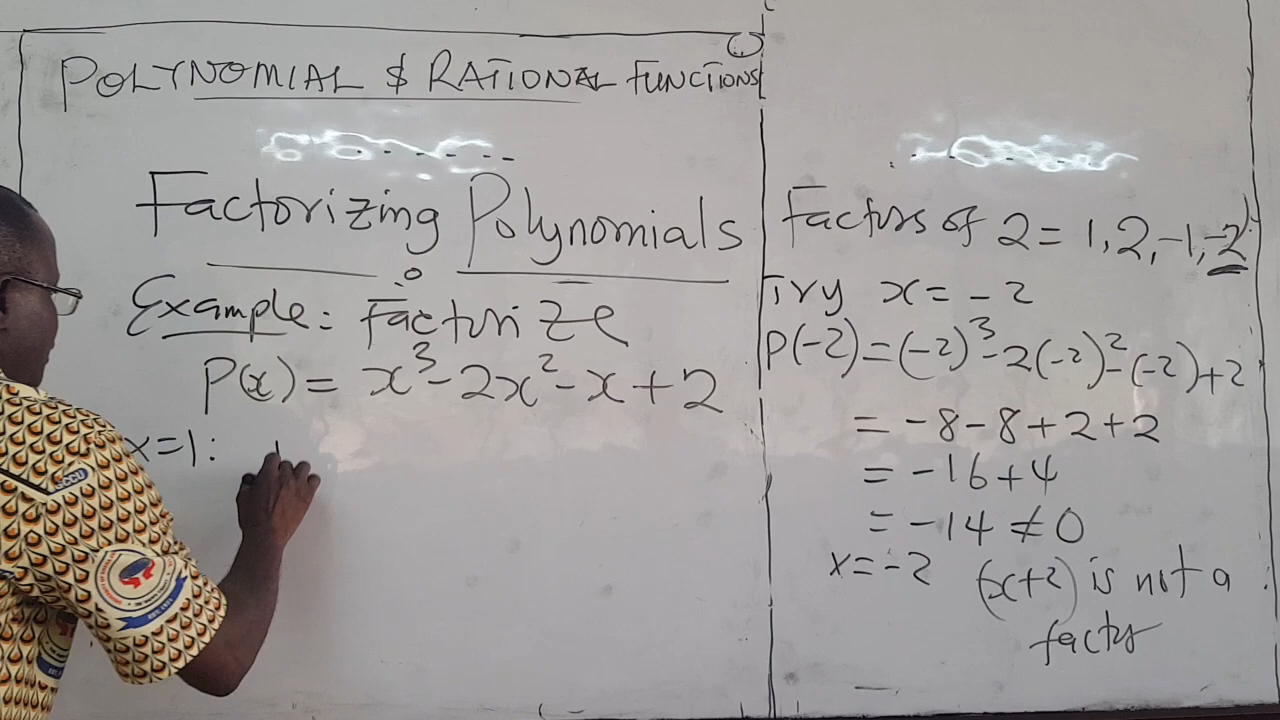 POLYNOMIAL & RATIONAL FUNCTIONS
Factorizing Polynomials
Example: Factorize
P(x) = x³ - 2x² - x + 2
x=1:
SCCU
Factors of 2 = 1, 2, -1, -2
Try x = -2
P(-2) = (-2)³ - 2(-2)² - (-2) + 2
= -8 - 8 + 2 + 2
= -16 + 4
= -14 ≠ 0
x = -2 (x+2) is not a
factor